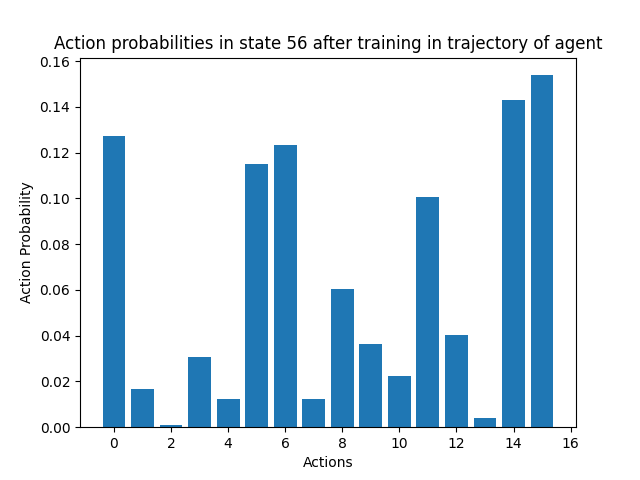 Action probabilities in state 56 after training in trajectory of agent
0.16
0.14
0.12
0.10
0.08
0.06
0.04
0.02
0.00
Action Probability
0 2 4 6 8 10 12 14 16
Actions